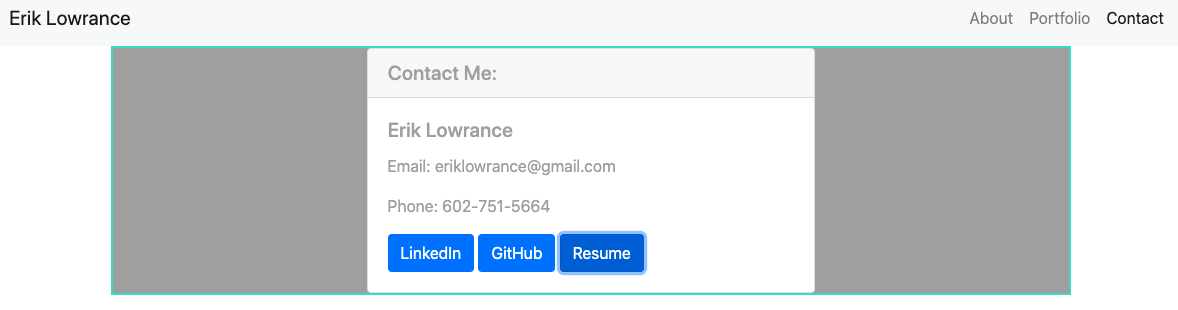 Erik Lowrance About Portfolio Contact
Contact Me:
Erik Lowrance
Email: eriklowrance@gmail.com
Phone: 602-751-5664
LinkedIn GitHub Resume